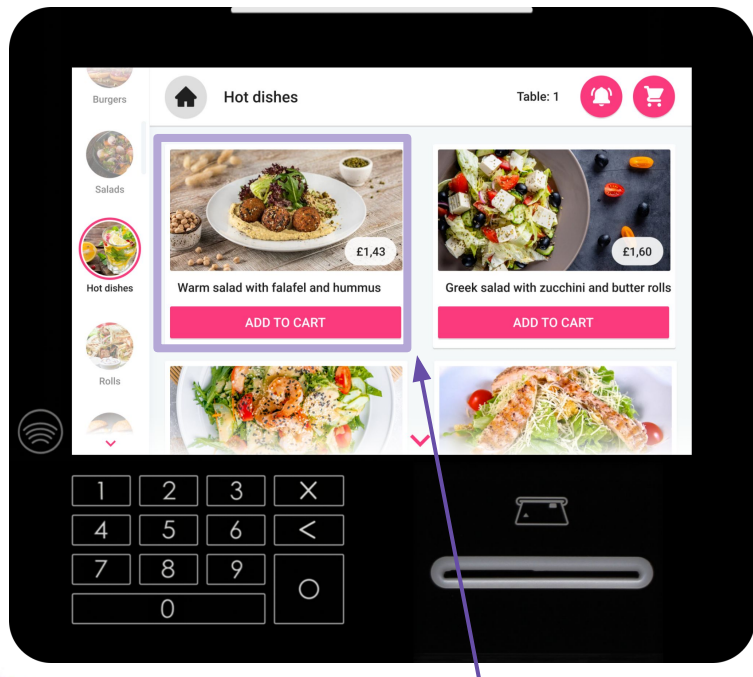 Burgers
Hot dishes
Table: 1
Salads
£1,43
£1,60
Hot dishes
Warm salad with falafel and hummus
Greek salad with zucchini and butter rolls
ADD TO CART
ADD TO CART
Rolls
1 2 3 X
4 5 6 <
7 8 9 O
0